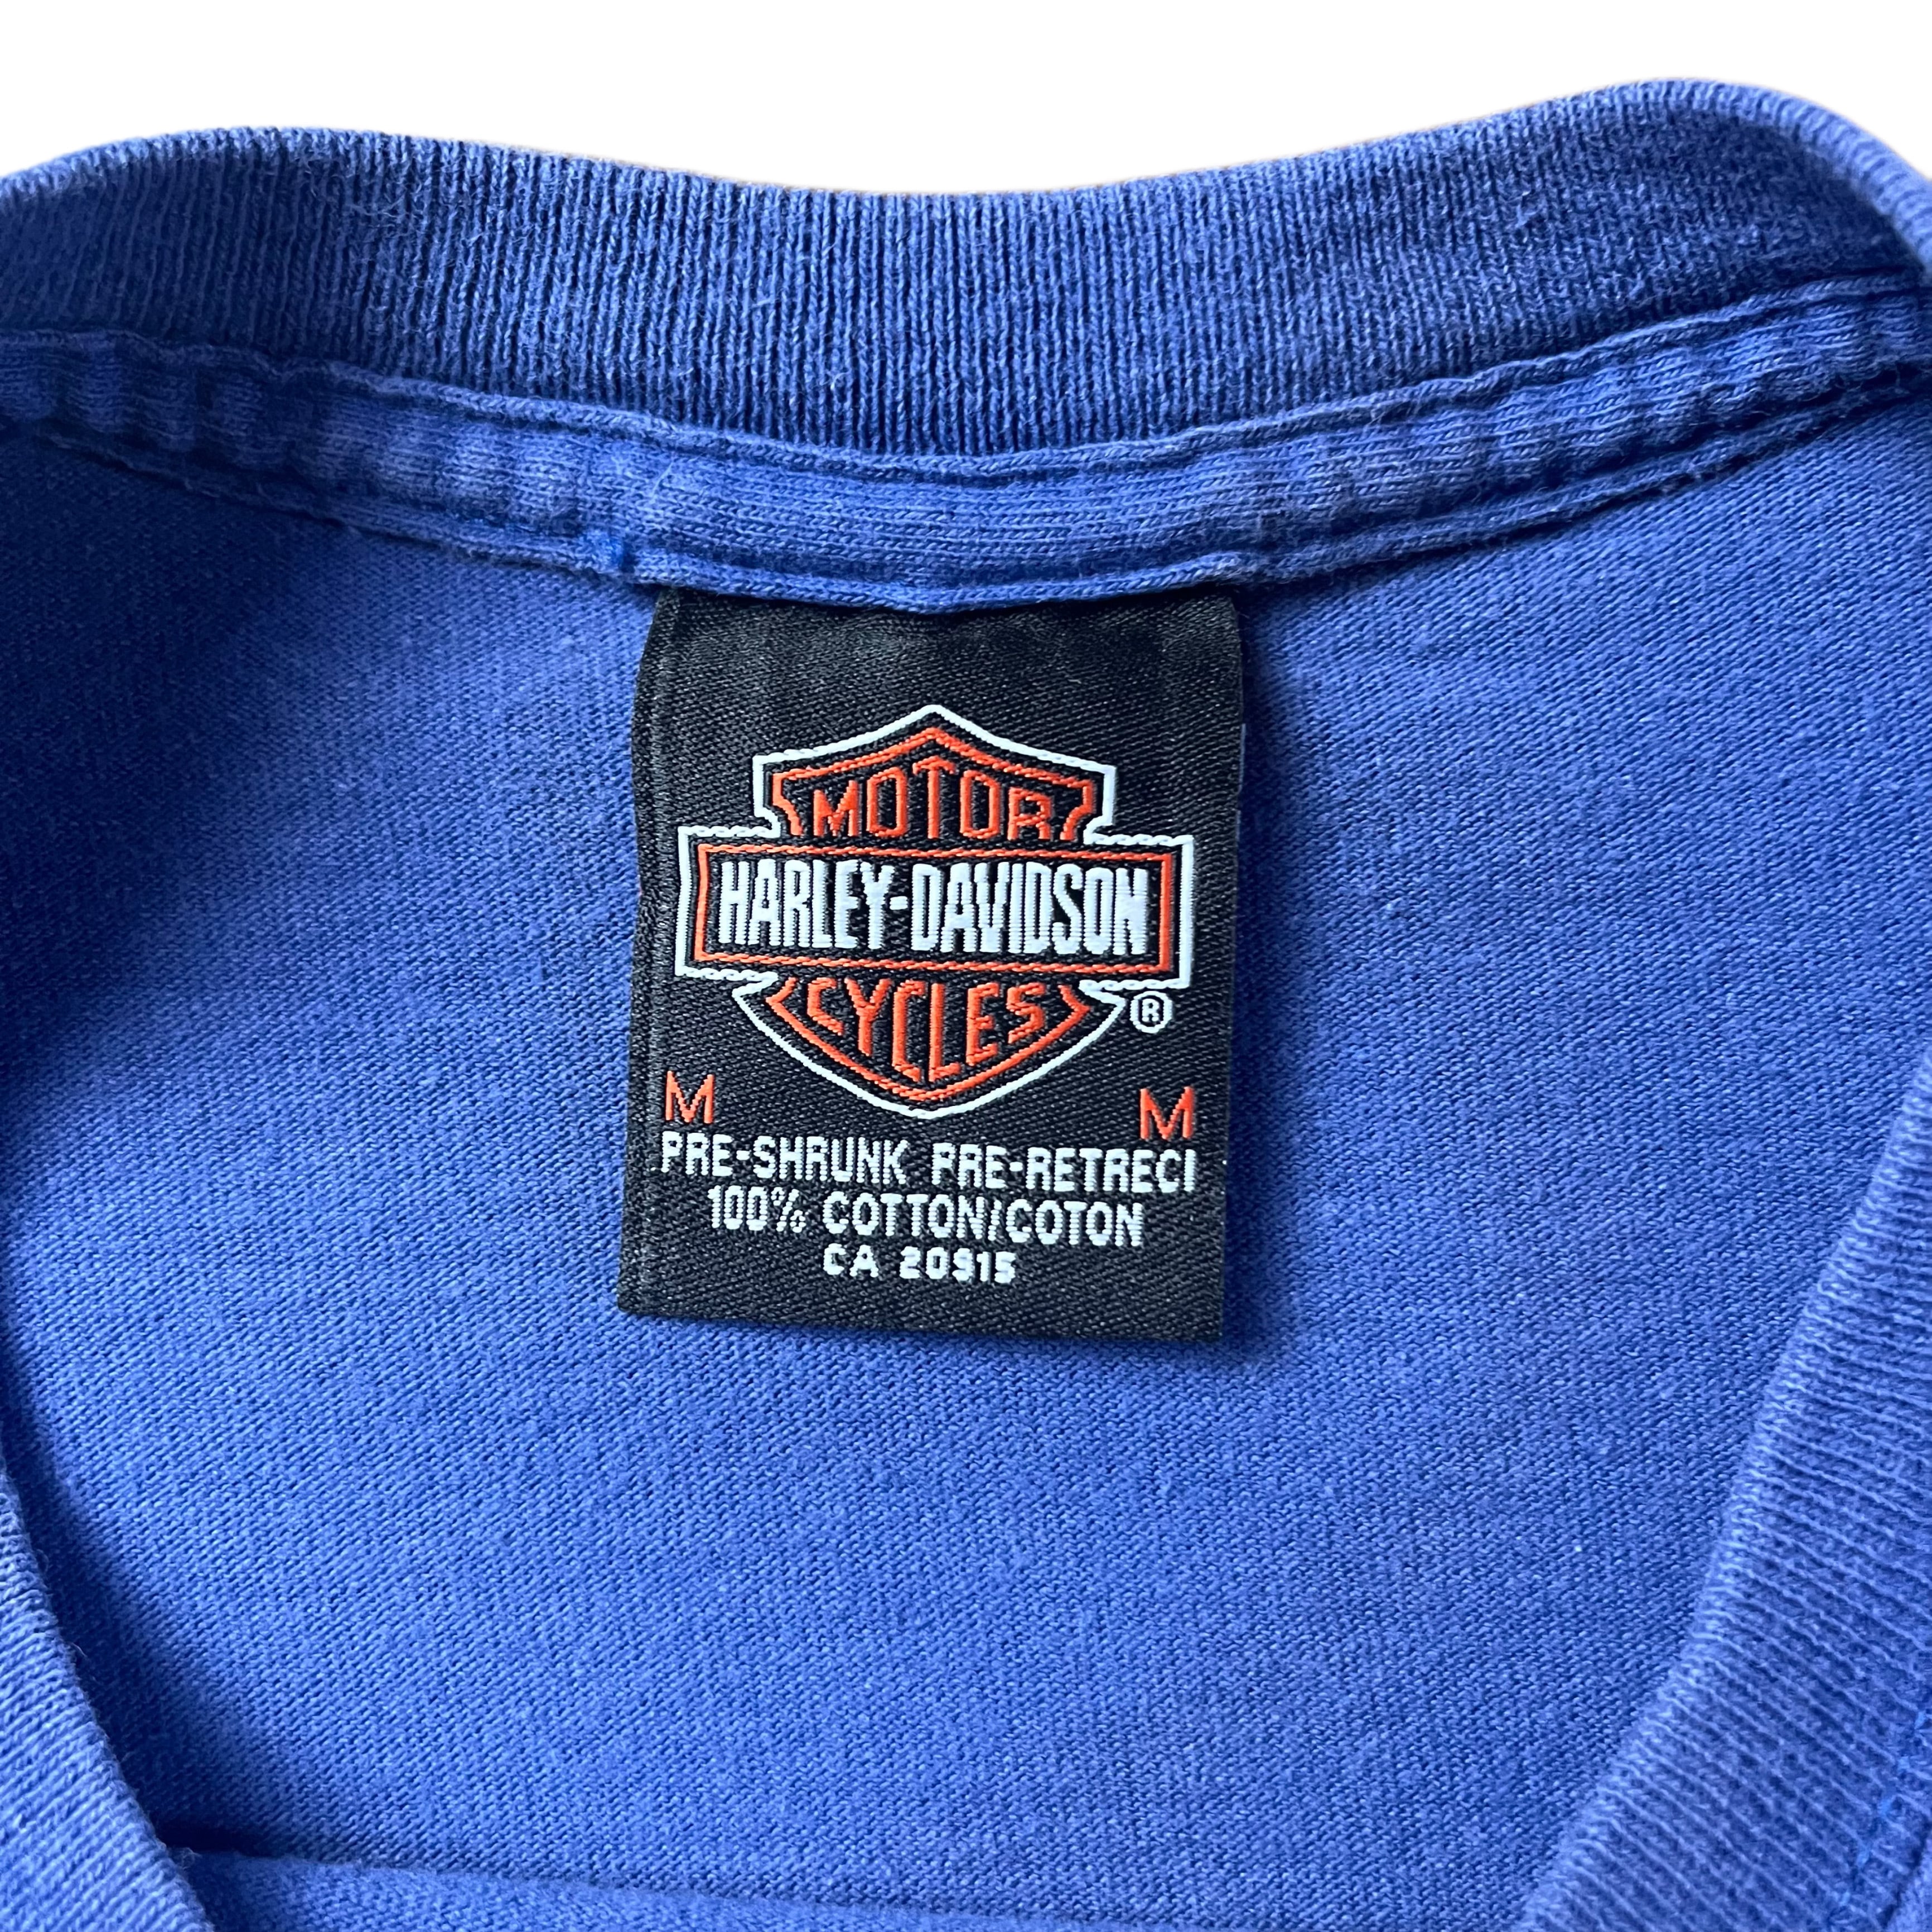 MOTOR
HARLEY-DAVIDSON
CYCLES ®
M M
PRE-SHRUNK PRE-RETRECI
100% COTTON/COTON
CA 20915